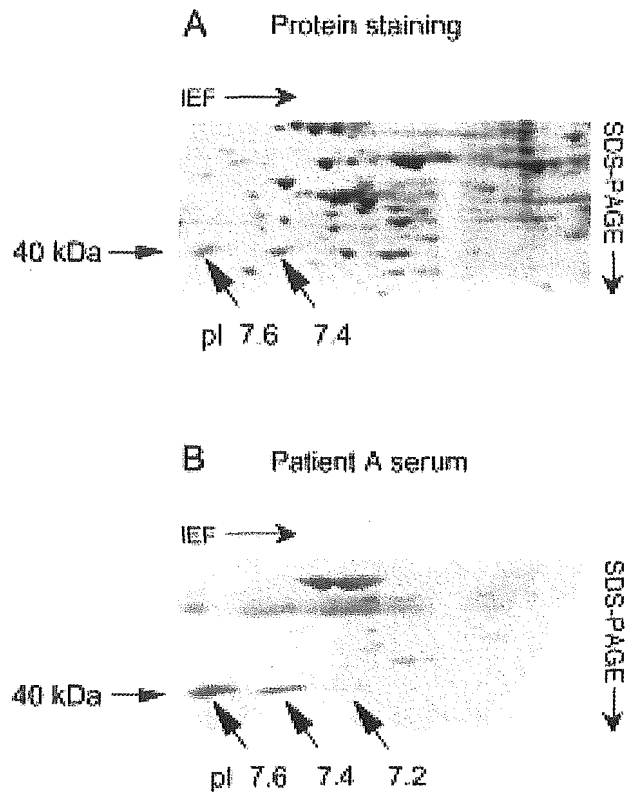 A Protein staining
IEF
SDS-PAGE
40 kDa
pI 7.6 7.4
B Patient A serum
IEF
SDS-PAGE
40 kDa
pI 7.6 7.4 7.2